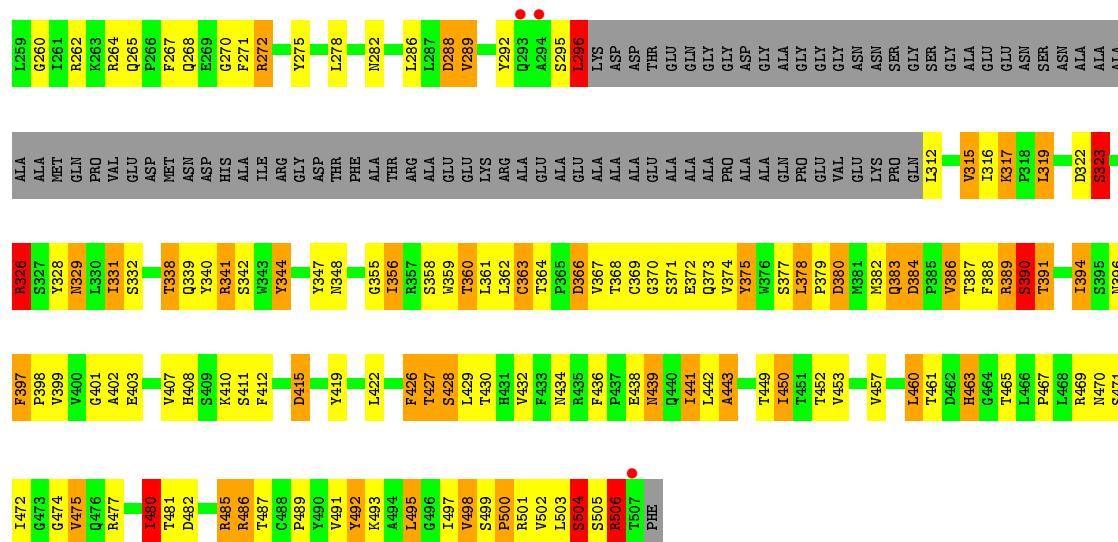 L259 G260 I261 R262 K263 R264 Q265 P266 F267 Q268 E269 G270 F271 R272 Y275 L278 N282 L286 L287 D288 V289 Y292 Q293 A294 S295 L296 LYS ASP ASP THR GLU GLN GLY GLY ASP GLY ALA GLY GLY GLY ASN ASN SER GLY SER GLY ALA GLU GLU ASN SER ASN ALA ALA ALA
ALA ALA MET GLN PRO VAL GLU ASP MET ASN ASP HIS ALA ILE ARG GLY ASP THR PHE ALA THR ARG ALA GLU GLU LYS ARG ALA GLU ALA GLU ALA ALA ALA ALA GLU ALA ALA ALA ALA PRO ALA ALA GLN PRO GLU VAL GLU LYS PRO GLN L312 V315 I316 K317 P318 L319 D322 S323
R326 S327 Y328 N329 L330 I331 S332 T338 Q339 Y340 R341 S342 W343 Y344 Y347 N348 G355 I356 R357 S358 W359 T360 L361 L362 C363 T364 P365 D366 V367 T368 C369 G370 S371 E372 Q373 V374 Y375 W376 S377 L378 P379 D380 M381 M382 Q383 D384 P385 V386 T387 F388 R389 S390 T391 I394 S395 N396
F397 P398 V399 V400 G401 A402 E403 V407 H408 S409 K410 S411 F412 D415 Y419 L422 F426 T427 S428 L429 T430 H431 V432 F433 N434 R435 F436 P437 E438 N439 Q440 I441 L442 A443 T449 I450 T451 T452 V453 V457 L460 T461 D462 H463 G464 T465 L466 P467 L468 R469 N470 S471
I472 G473 G474 V475 Q476 R477 I480 T481 D482 R485 R486 T487 C488 P489 Y490 V491 Y492 K493 A494 L495 G496 I497 V498 S499 P500 R501 V502 L503 S504 S505 R506 T507 PHE